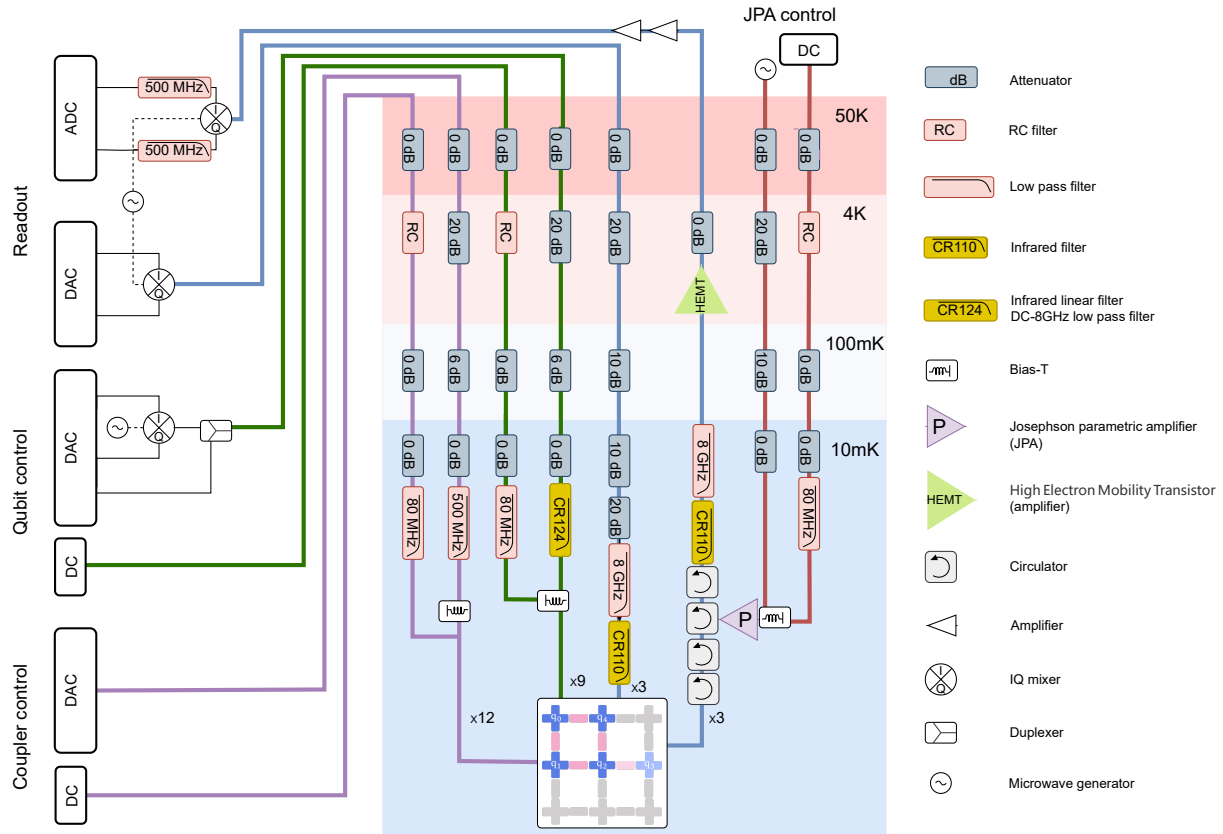 JPA control
DC
ADC
500 MHz
500 MHz
I
Q
Readout
DAC
I
Q
Qubit control
DAC
I
Q
DC
Coupler control
DAC
DC
50K
0 dB
0 dB
0 dB
0 dB
0 dB
0 dB
0 dB
4K
RC
20 dB
RC
20 dB
20 dB
0 dB
20 dB
RC
HEMT
100mK
0 dB
6 dB
0 dB
6 dB
10 dB
10 dB
0 dB
10mK
0 dB
0 dB
0 dB
0 dB
10 dB
8 GHz
0 dB
0 dB
80 MHz
500 MHz
80 MHz
CR124
20 dB
CR110
80 MHz
8 GHz
P
CR110
x9
x3
x12
x3
q₀
q₄
q₁
q₂
q₃
dB
Attenuator
RC
RC filter
Low pass filter
CR110
Infrared filter
CR124
Infrared linear filter
DC-8GHz low pass filter
Bias-T
P
Josephson parametric amplifier
(JPA)
HEMT
High Electron Mobility Transistor
(amplifier)
Circulator
Amplifier
I
Q
IQ mixer
Duplexer
Microwave generator